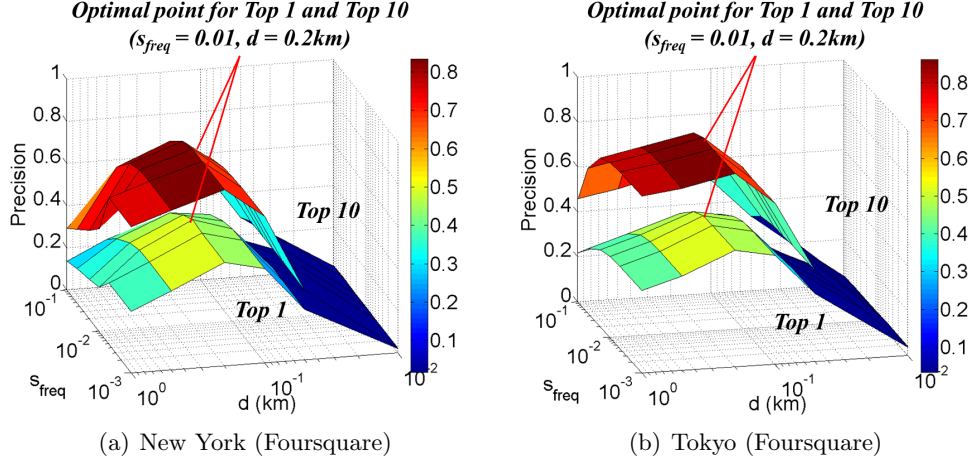 Optimal point for Top 1 and Top 10
(s_freq = 0.01, d = 0.2km)
1
0.8
0.6
0.4
0.2
0
Precision
10^-1
10^-2
10^-3
s_freq
10^0
10^-1
10
d (km)
Top 10
Top 1
0.8
0.7
0.6
0.5
0.4
0.3
0.2
0.1
2
(a) New York (Foursquare)
Optimal point for Top 1 and Top 10
(s_freq = 0.01, d = 0.2km)
1
0.8
0.6
0.4
0.2
0
Precision
10^-1
10^-2
10^-3
s_freq
10^0
10^-1
10
d (km)
Top 10
Top 1
0.8
0.7
0.6
0.5
0.4
0.3
0.2
0.1
2
(b) Tokyo (Foursquare)